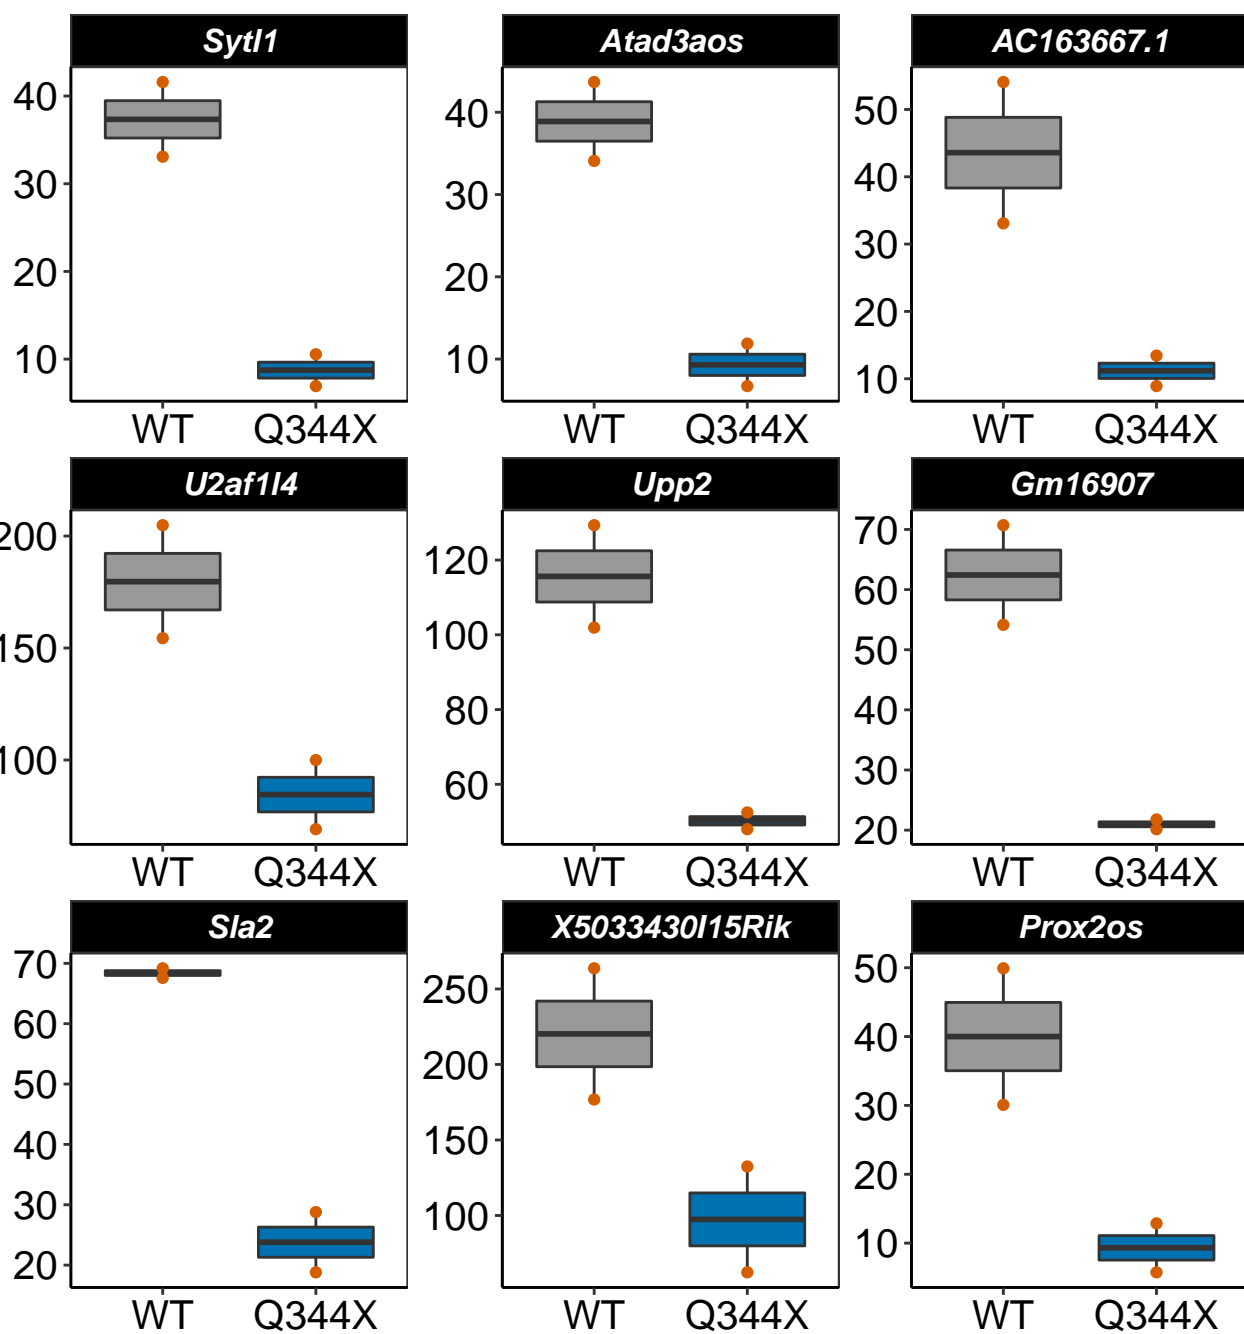 Sytl1 Atad3aos AC163667.1
40 40 50
30 30 40
20 20 30
10 10 20
10
WT Q344X WT Q344X WT Q344X
U2af1l4 Upp2 Gm16907
200 120 70
150 100 60
100 80 50
60 40
30
20
WT Q344X WT Q344X WT Q344X
Sla2 X5033430I15Rik Prox2os
70 250 50
60 200 40
50 150 30
40 100 20
30 10
20
WT Q344X WT Q344X WT Q344X